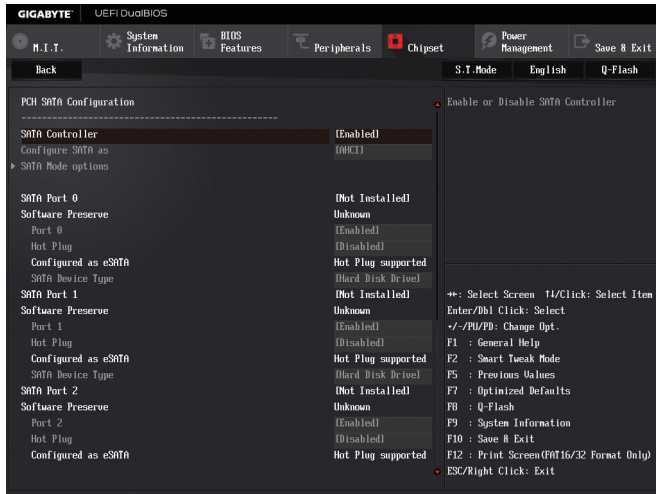 GIGABYTE™ UEFI DualBIOS
M.I.T. System Information BIOS Features Peripherals Chipset Power Management Save & Exit
Back S.T.Mode English Q-Flash
PCH SATA Configuration
Enable or Disable SATA Controller
SATA Controller [Enabled]
Configure SATA as [AHCI]
SATA Mode options
SATA Port 0 [Not Installed]
Software Preserve Unknown
Port 0 [Enabled]
Hot Plug [Disabled]
Configured as eSATA Hot Plug supported
SATA Device Type [Hard Disk Drive]
SATA Port 1 [Not Installed]
Software Preserve Unknown
Port 1 [Enabled]
Hot Plug [Disabled]
Configured as eSATA Hot Plug supported
SATA Device Type [Hard Disk Drive]
SATA Port 2 [Not Installed]
Software Preserve Unknown
Port 2 [Enabled]
Hot Plug [Disabled]
Configured as eSATA Hot Plug supported
→←: Select Screen ↑↓/Click: Select Item
Enter/Dbl Click: Select
+/-/PU/PD: Change Opt.
F1 : General Help
F2 : Smart Tweak Mode
F5 : Previous Values
F7 : Optimized Defaults
F8 : Q-Flash
F9 : System Information
F10 : Save & Exit
F12 : Print Screen(FAT16/32 Format Only)
ESC/Right Click: Exit